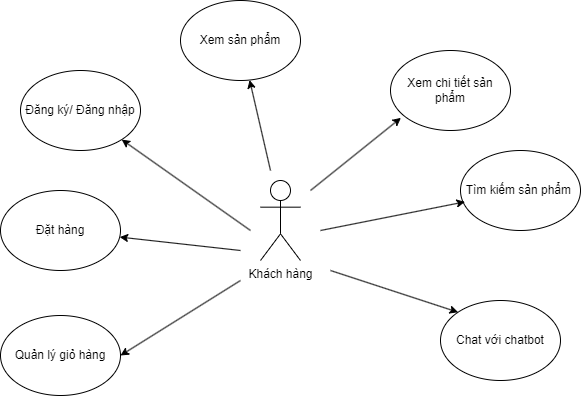 Xem sản phẩm
Xem chi tiết sản
phẩm
Đăng ký/ Đăng nhập
Tìm kiếm sản phẩm
Đặt hàng
Khách hàng
Chat với chatbot
Quản lý giỏ hàng